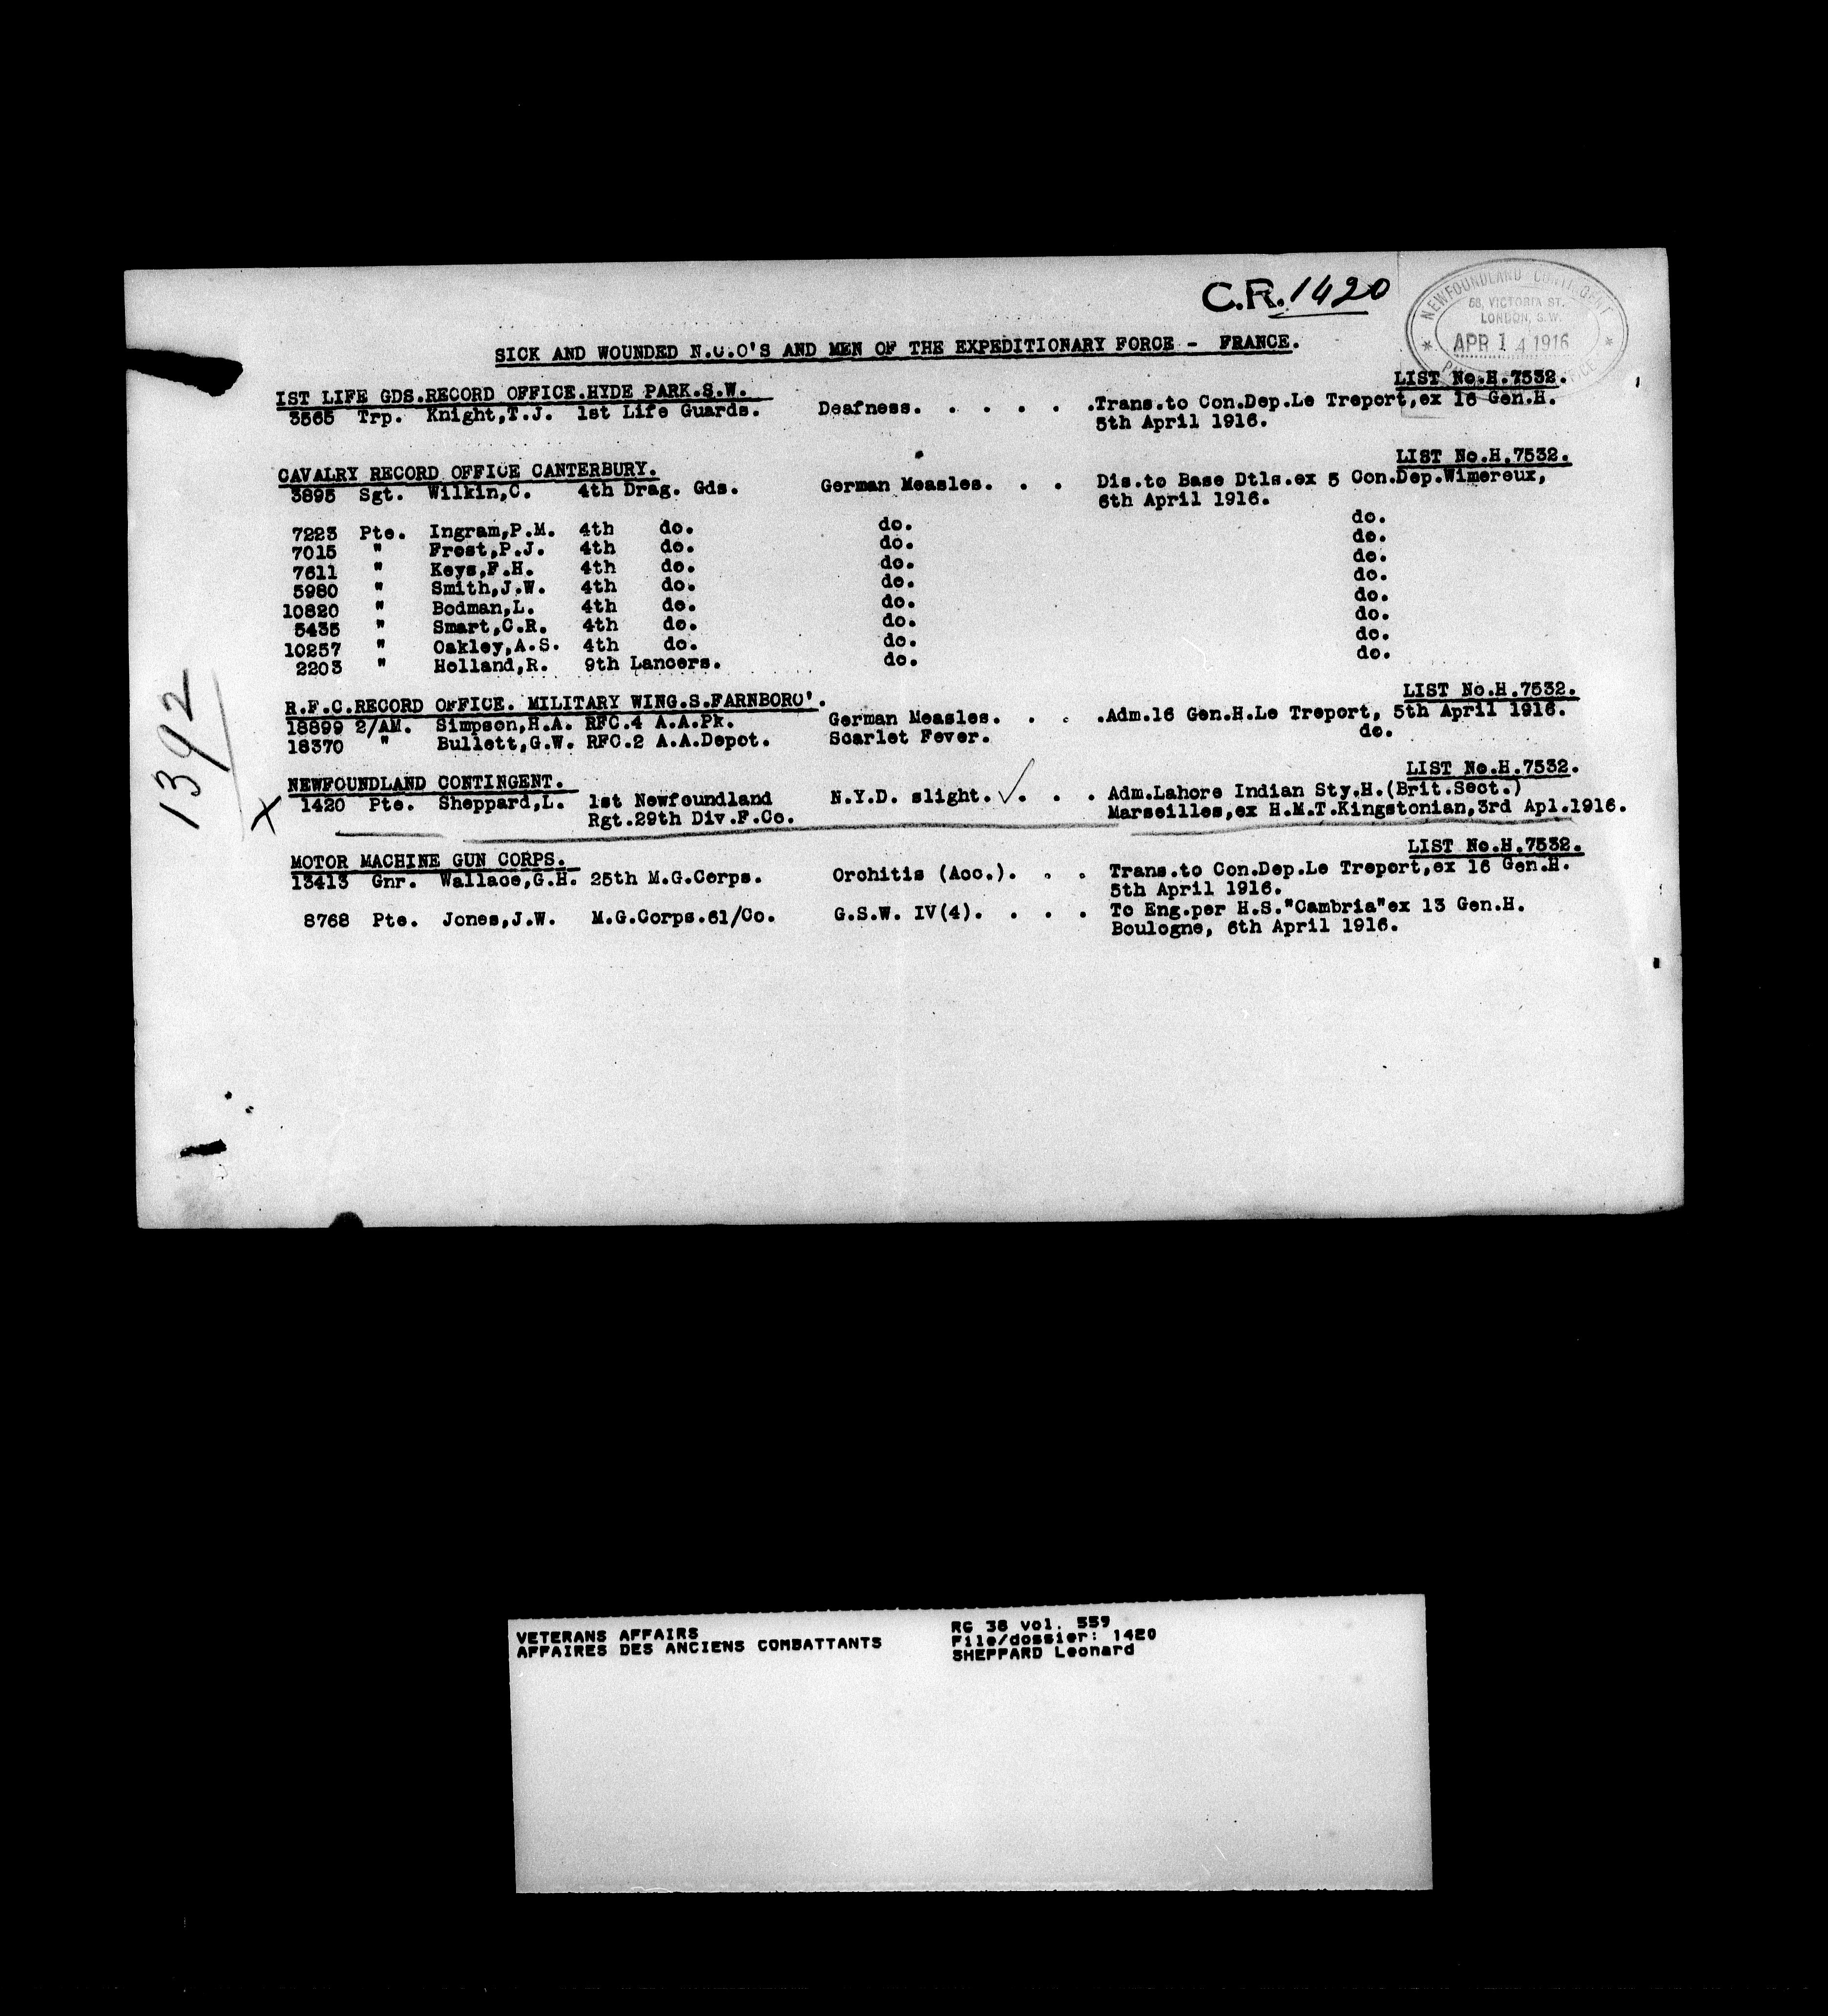 C.R. 1420
NEWFOUNDLAND CONTINGENT
58, VICTORIA ST.
LONDON, S.W.
APR 14 1916
SICK AND WOUNDED N.C.O'S AND MEN OF THE EXPEDITIONARY FORCE - FRANCE.
LIST No.H.7532.
IST LIFE GDS.RECORD OFFICE.HYDE PARK.S.W.
3565 Trp. Knight,T.J. 1st Life Guards. Deafness. . . . . .Trans.to Con.Dep.Le Treport,ex 16 Gen.H.
5th April 1916.
LIST No.H.7532.
CAVALRY RECORD OFFICE CANTERBURY.
3895 Sgt. Wilkin,C. 4th Drag. Gds. German Measles. . . Dis.to Base Dtls.ex 5 Con.Dep.Wimereux,
6th April 1916.
7223 Pte. Ingram,P.M. 4th do. do. do.
7015 " Frost,P.J. 4th do. do. do.
7611 " Keys,F.H. 4th do. do. do.
5980 " Smith,J.W. 4th do. do. do.
10820 " Bodman,L. 4th do. do. do.
5435 " Smart,C.R. 4th do. do. do.
10257 " Oakley,A.S. 4th do. do. do.
2203 " Holland,R. 9th Lancers. do. do.
LIST No.H.7532.
R.F.C.RECORD OFFICE. MILITARY WING.S.FARNBORO'.
18899 2/AM. Simpson,H.A. RFC.4 A.A.Pk. German Measles. . . .Adm.16 Gen.H.Le Treport, 5th April 1916.
18370 " Bullett,G.W. RFC.2 A.A.Depot. Scarlet Fever. do.
1392
LIST No.H.7532.
NEWFOUNDLAND CONTINGENT.
X 1420 Pte. Sheppard,L. 1st Newfoundland N.Y.D. slight.✓. . . Adm.Lahore Indian Sty.H.(Brit.Sect.)
Rgt.29th Div.F.Co. Marseilles,ex H.M.T.Kingstonian,3rd Apl.1916.
LIST No.H.7532.
MOTOR MACHINE GUN CORPS.
13413 Gnr. Wallace,G.H. 25th M.G.Corps. Orchitis (Acc.). . . Trans.to Con.Dep.Le Treport,ex 16 Gen.H.
5th April 1916.
8768 Pte. Jones,J.W. M.G.Corps.61/Co. G.S.W. IV(4). . . . To Eng.per H.S."Cambria"ex 13 Gen.H.
Boulogne, 6th April 1916.
VETERANS AFFAIRS
AFFAIRES DES ANCIENS COMBATTANTS
RG 38 vol. 559
File/dossier: 1420
SHEPPARD Leonard